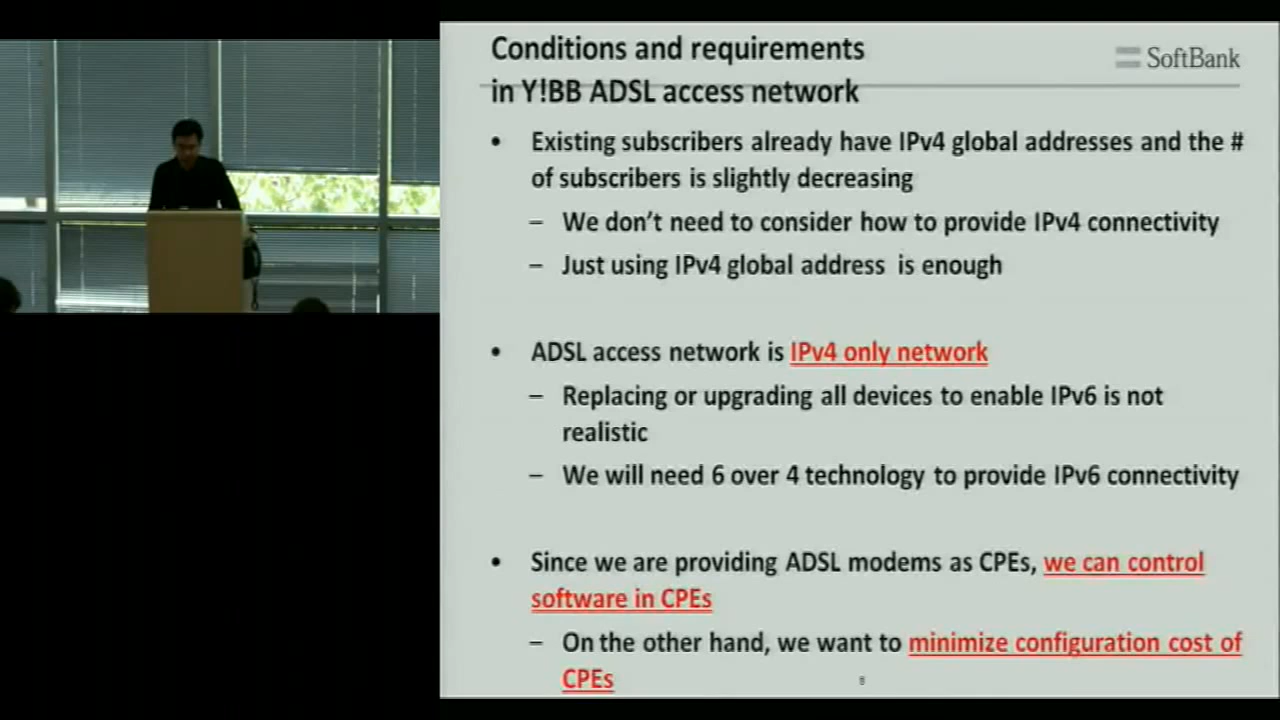 Conditions and requirements
in Y!BB ADSL access network
SoftBank
• Existing subscribers already have IPv4 global addresses and the #
of subscribers is slightly decreasing
– We don't need to consider how to provide IPv4 connectivity
– Just using IPv4 global address is enough
• ADSL access network is IPv4 only network
– Replacing or upgrading all devices to enable IPv6 is not
realistic
– We will need 6 over 4 technology to provide IPv6 connectivity
• Since we are providing ADSL modems as CPEs, we can control
software in CPEs
– On the other hand, we want to minimize configuration cost of
CPEs